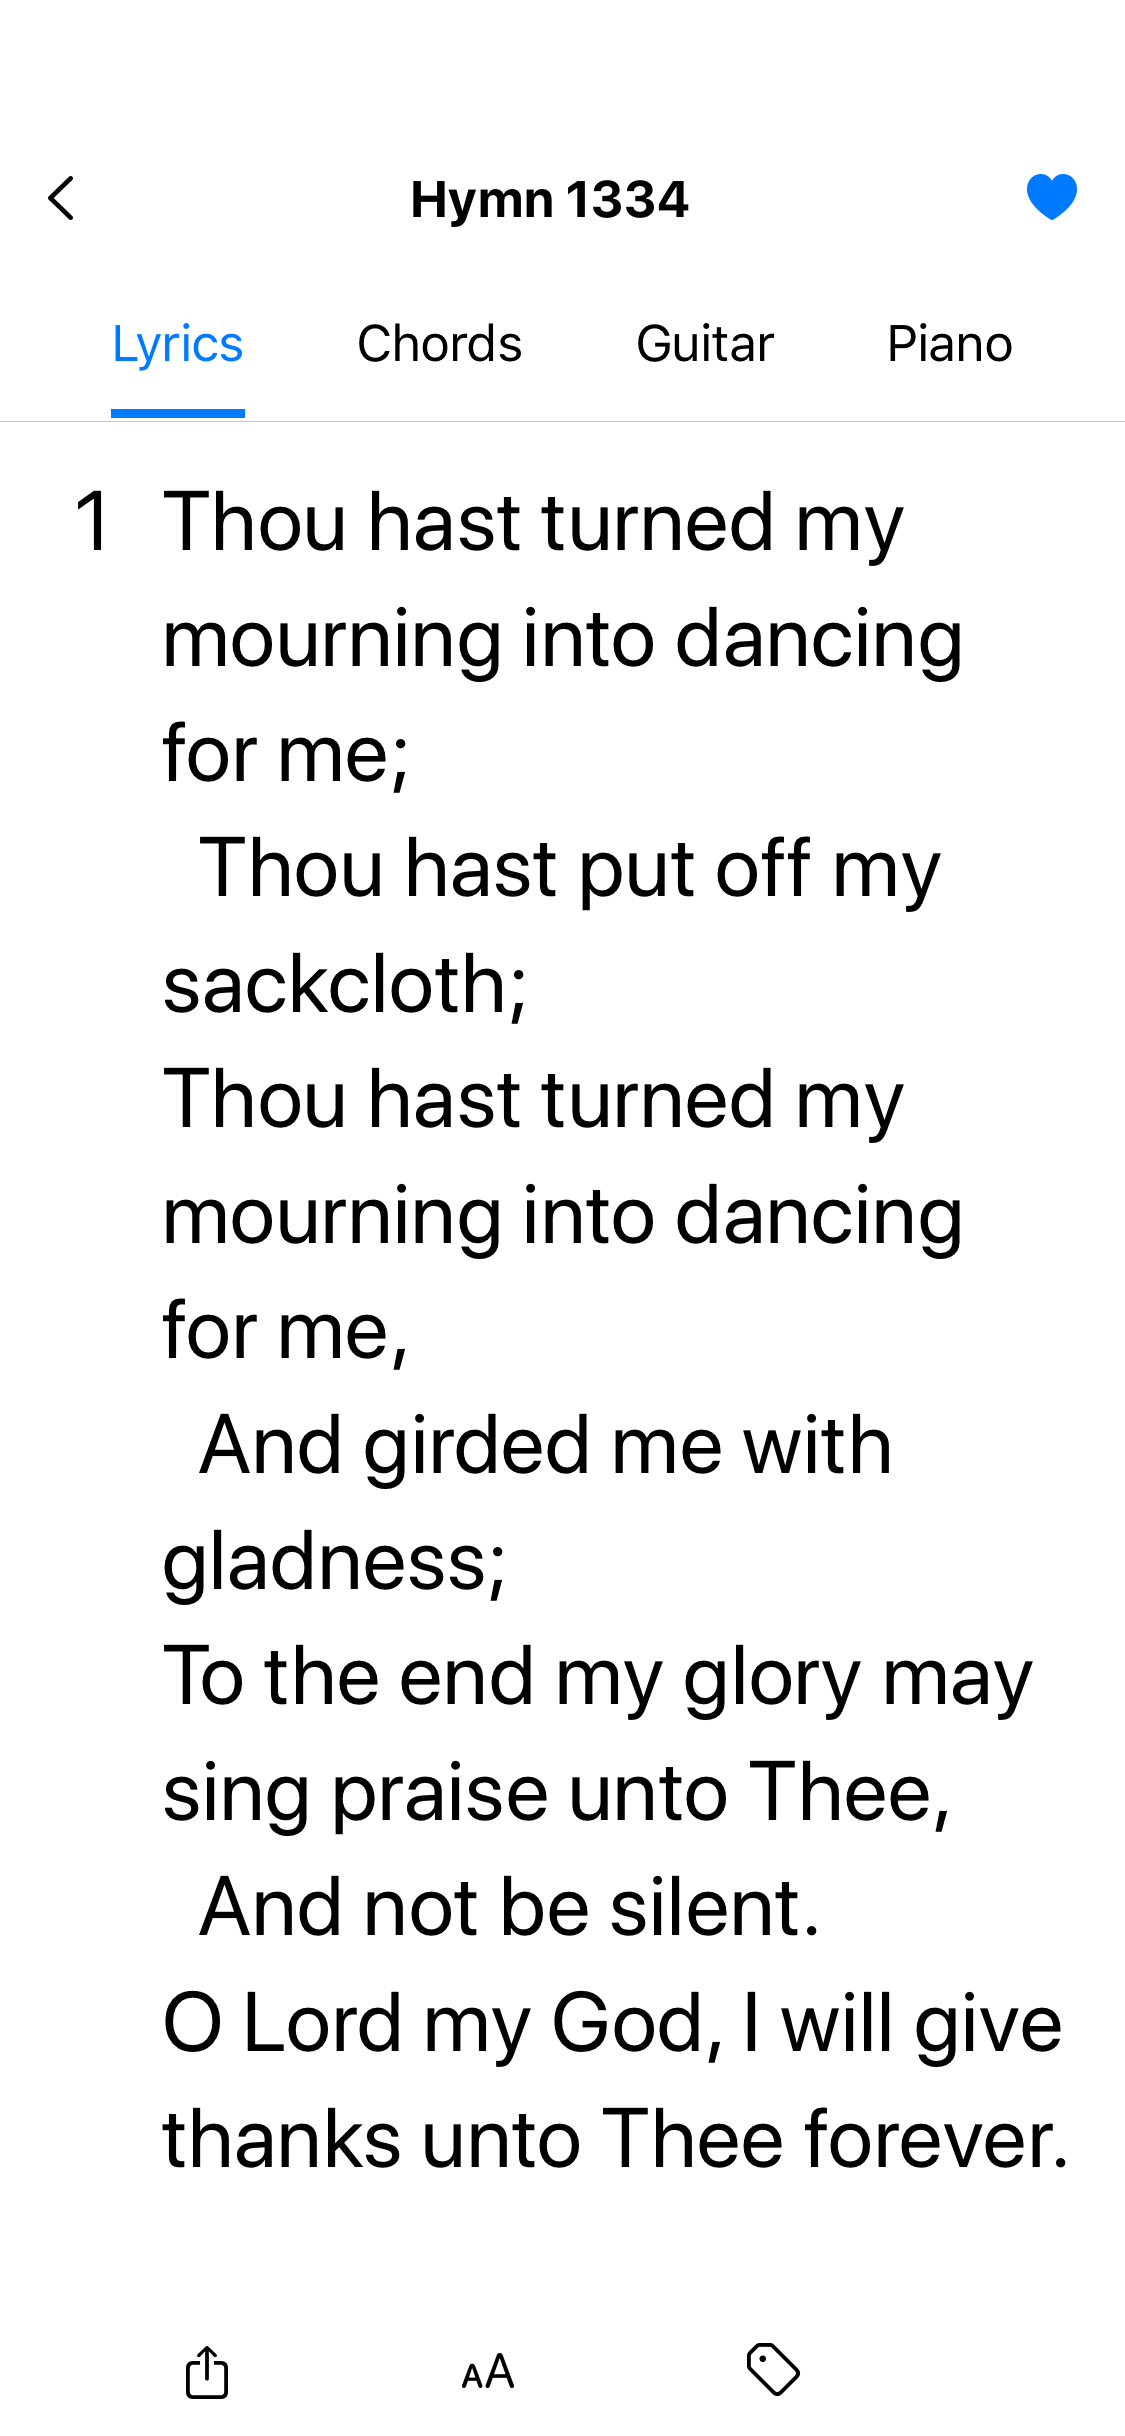 Hymn 1334
Lyrics Chords Guitar Piano
1 Thou hast turned my
mourning into dancing
for me;
Thou hast put off my
sackcloth;
Thou hast turned my
mourning into dancing
for me,
And girded me with
gladness;
To the end my glory may
sing praise unto Thee,
And not be silent.
O Lord my God, I will give
thanks unto Thee forever.
AA